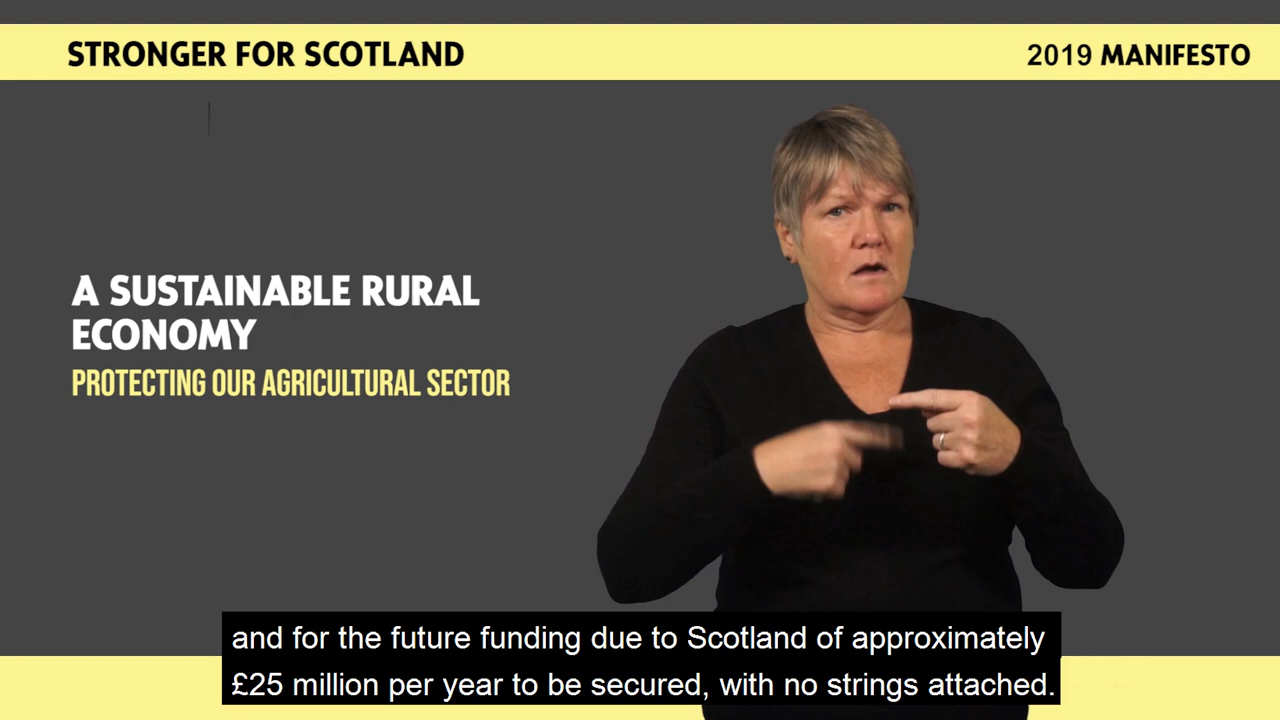 STRONGER FOR SCOTLAND
2019 MANIFESTO
A SUSTAINABLE RURAL
ECONOMY
PROTECTING OUR AGRICULTURAL SECTOR
and for the future funding due to Scotland of approximately
£25 million per year to be secured, with no strings attached.